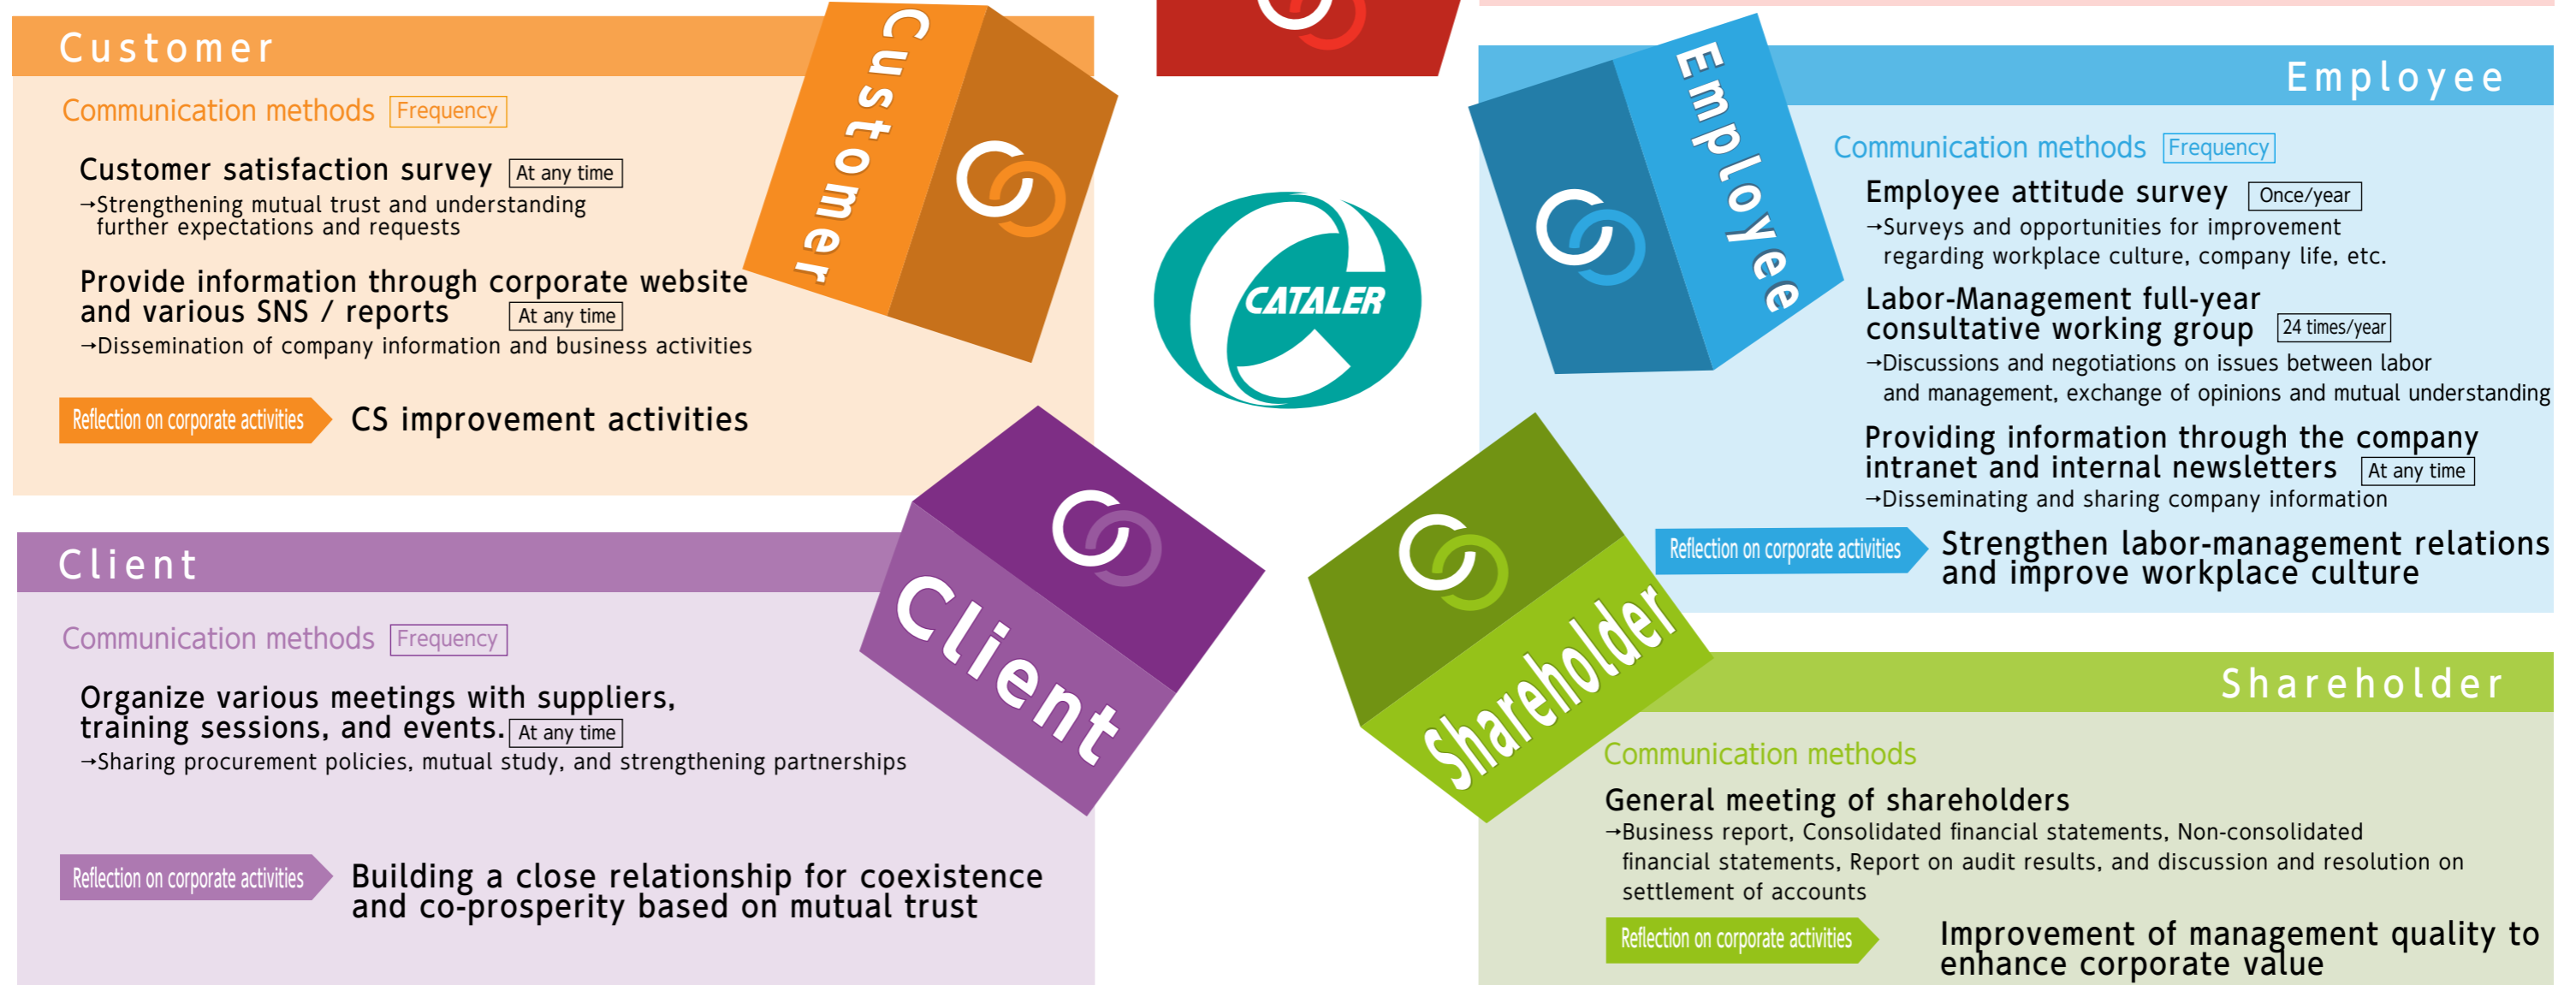 Customer
Customer
Communication methods Frequency
Customer satisfaction survey At any time
→Strengthening mutual trust and understanding
further expectations and requests
Provide information through corporate website
and various SNS / reports At any time
→Dissemination of company information and business activities
Reflection on corporate activities CS improvement activities
CATALER
Employee
Employee
Communication methods Frequency
Employee attitude survey Once/year
→Surveys and opportunities for improvement
regarding workplace culture, company life, etc.
Labor-Management full-year
consultative working group 24 times/year
→Discussions and negotiations on issues between labor
and management, exchange of opinions and mutual understanding
Providing information through the company
intranet and internal newsletters At any time
→Disseminating and sharing company information
Reflection on corporate activities Strengthen labor-management relations
and improve workplace culture
Client
Client
Communication methods Frequency
Organize various meetings with suppliers,
training sessions, and events. At any time
→Sharing procurement policies, mutual study, and strengthening partnerships
Reflection on corporate activities Building a close relationship for coexistence
and co-prosperity based on mutual trust
Shareholder
Shareholder
Communication methods
General meeting of shareholders
→Business report, Consolidated financial statements, Non-consolidated
financial statements, Report on audit results, and discussion and resolution on
settlement of accounts
Reflection on corporate activities Improvement of management quality to
enhance corporate value